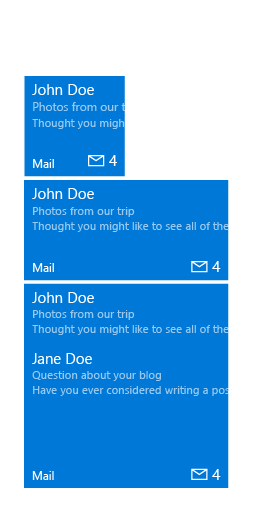 John Doe
Photos from our t
Thought you migh
Mail 4
John Doe
Photos from our trip
Thought you might like to see all of the
Mail 4
John Doe
Photos from our trip
Thought you might like to see all of the
Jane Doe
Question about your blog
Have you ever considered writing a pos
Mail 4